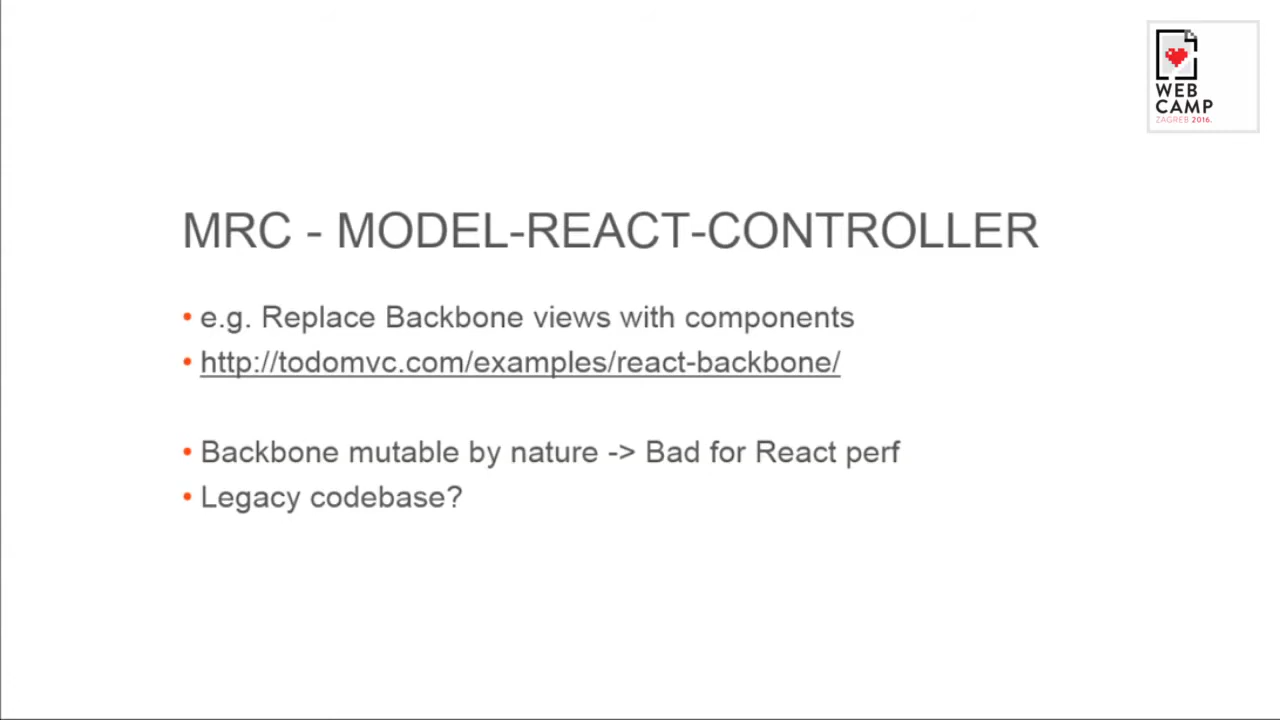 WEB
CAMP
ZAGREB 2016.
MRC - MODEL-REACT-CONTROLLER
• e.g. Replace Backbone views with components
• http://todomvc.com/examples/react-backbone/
• Backbone mutable by nature -> Bad for React perf
• Legacy codebase?